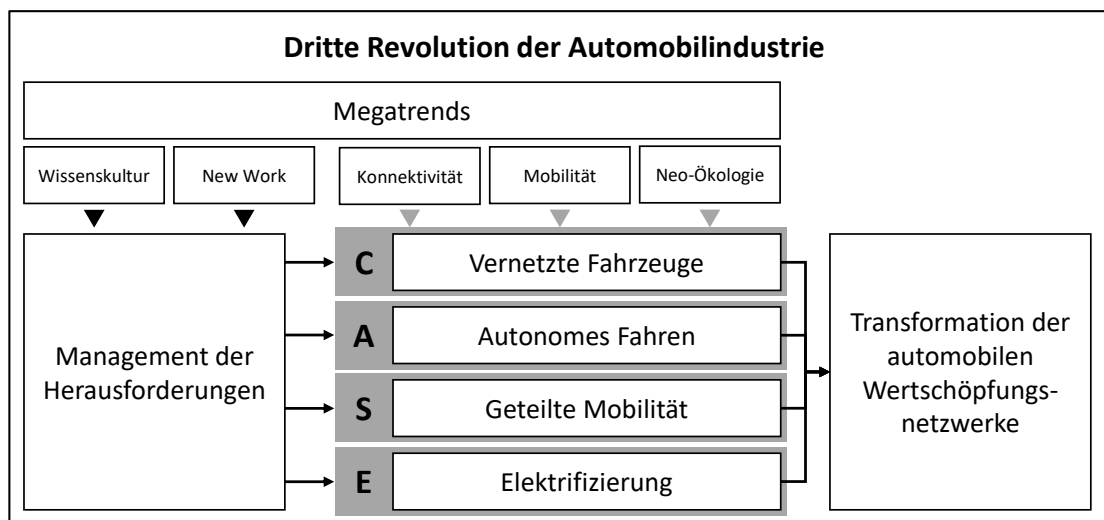 Dritte Revolution der Automobilindustrie
Megatrends
Wissenskultur
New Work
Konnektivität
Mobilität
Neo-Ökologie
Management der
Herausforderungen
C
Vernetzte Fahrzeuge
A
Autonomes Fahren
S
Geteilte Mobilität
E
Elektrifizierung
Transformation der
automobilen
Wertschöpfungs-
netzwerke